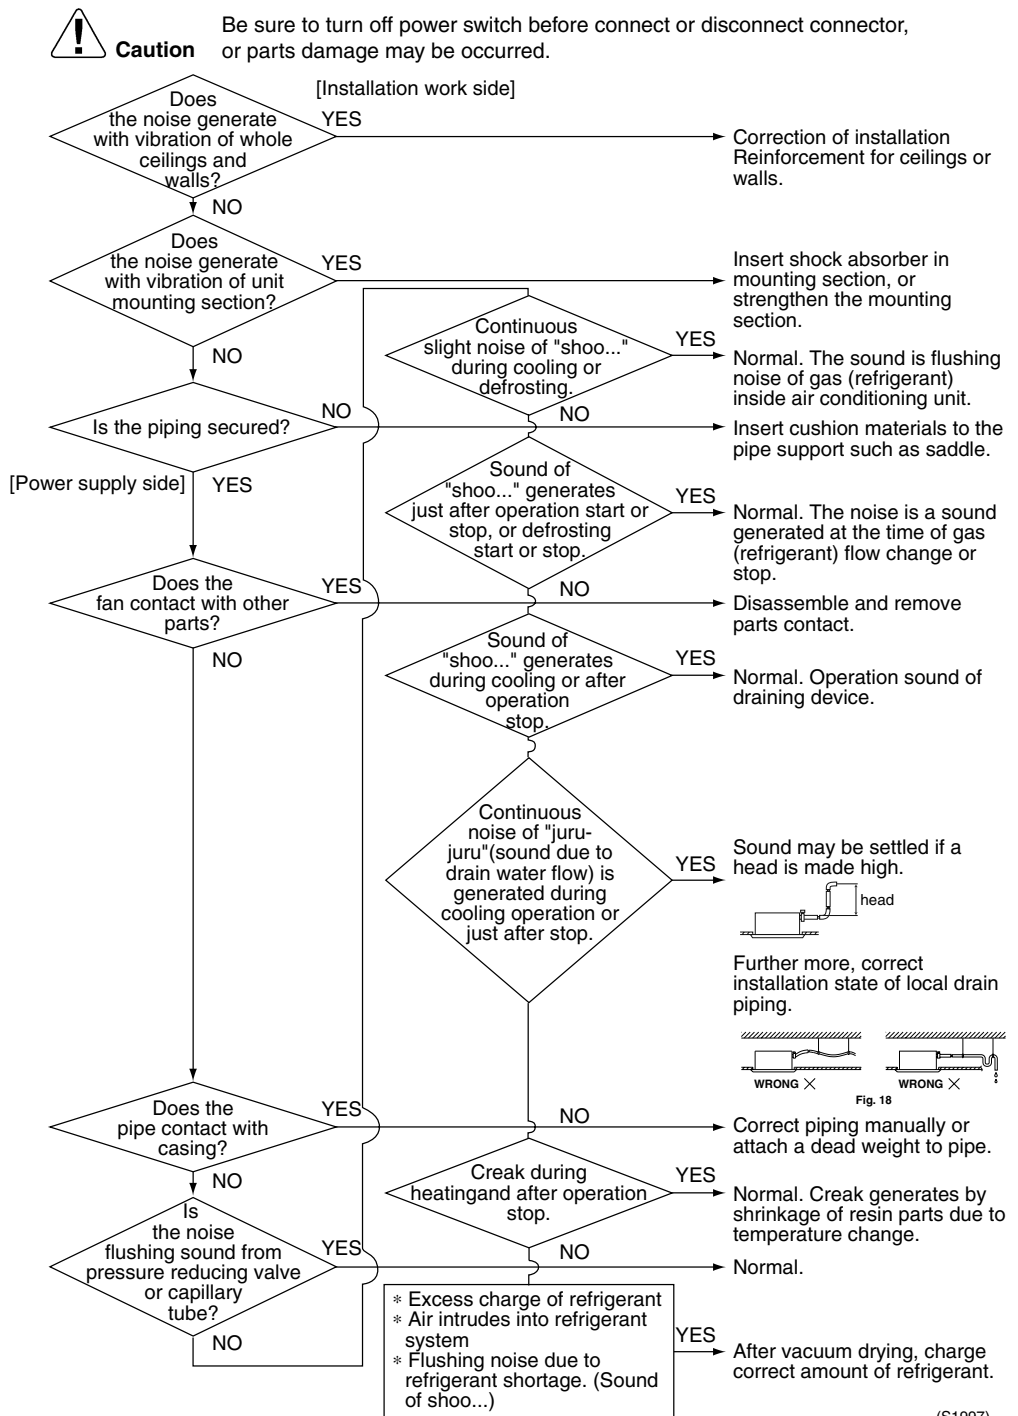 Caution
Be sure to turn off power switch before connect or disconnect connector,
or parts damage may be occurred.
[Installation work side]
Does
the noise generate
with vibration of whole
ceilings and
walls?
YES
Correction of installation
Reinforcement for ceilings or
walls.
NO
Does
the noise generate
with vibration of unit
mounting section?
YES
Insert shock absorber in
mounting section, or
strengthen the mounting
section.
NO
Continuous
slight noise of "shoo..."
during cooling or
defrosting.
YES
Normal. The sound is flushing
noise of gas (refrigerant)
inside air conditioning unit.
NO
Is the piping secured?
NO
Insert cushion materials to the
pipe support such as saddle.
[Power supply side]
YES
Sound of
"shoo..." generates
just after operation start or
stop, or defrosting
start or stop.
YES
Normal. The noise is a sound
generated at the time of gas
(refrigerant) flow change or
stop.
NO
Does the
fan contact with other
parts?
YES
Disassemble and remove
parts contact.
NO
Sound of
"shoo..." generates
during cooling or after
operation
stop.
YES
Normal. Operation sound of
draining device.
Continuous
noise of "juru-
juru"(sound due to
drain water flow) is
generated during
cooling operation or
just after stop.
YES
Sound may be settled if a
head is made high.
head
Further more, correct
installation state of local drain
piping.
WRONG ×
WRONG ×
Fig. 18
NO
Does the
pipe contact with
casing?
YES
Correct piping manually or
attach a dead weight to pipe.
NO
Creak during
heatingand after operation
stop.
YES
Normal. Creak generates by
shrinkage of resin parts due to
temperature change.
NO
Is
the noise
flushing sound from
pressure reducing valve
or capillary
tube?
YES
Normal.
NO
* Excess charge of refrigerant
* Air intrudes into refrigerant
system
* Flushing noise due to
refrigerant shortage. (Sound
of shoo...)
YES
After vacuum drying, charge
correct amount of refrigerant.